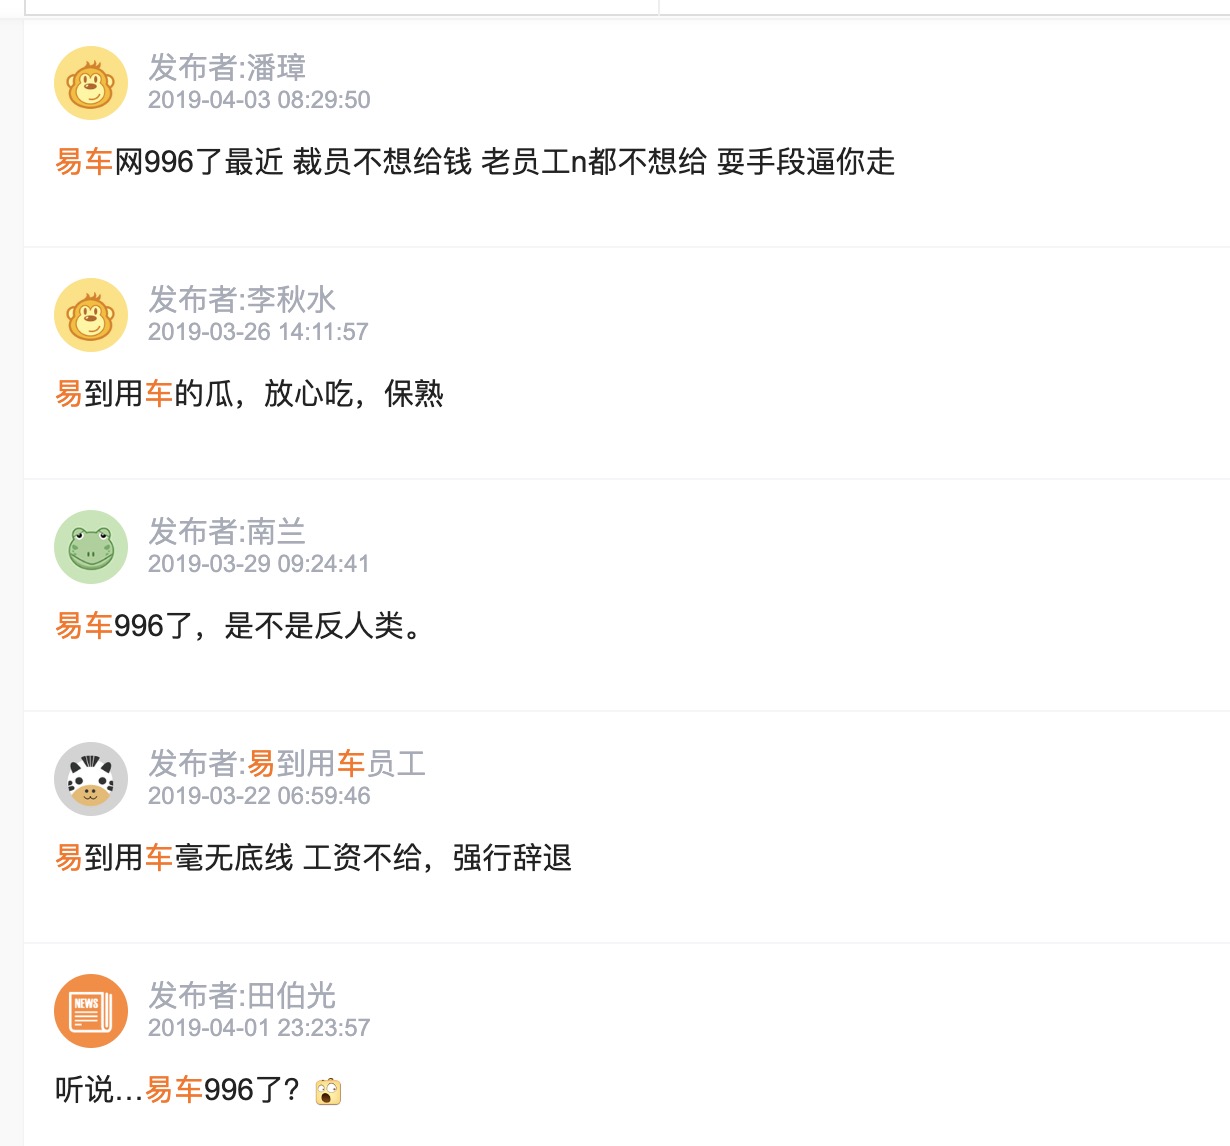 发布者:潘璋
2019-04-03 08:29:50
易车网996了最近 裁员不想给钱 老员工n都不想给 耍手段逼你走
发布者:李秋水
2019-03-26 14:11:57
易到用车的瓜，放心吃，保熟
发布者:南兰
2019-03-29 09:24:41
易车996了，是不是反人类。
发布者:易到用车员工
2019-03-22 06:59:46
易到用车毫无底线 工资不给，强行辞退
NEWS
发布者:田伯光
2019-04-01 23:23:57
听说...易车996了？